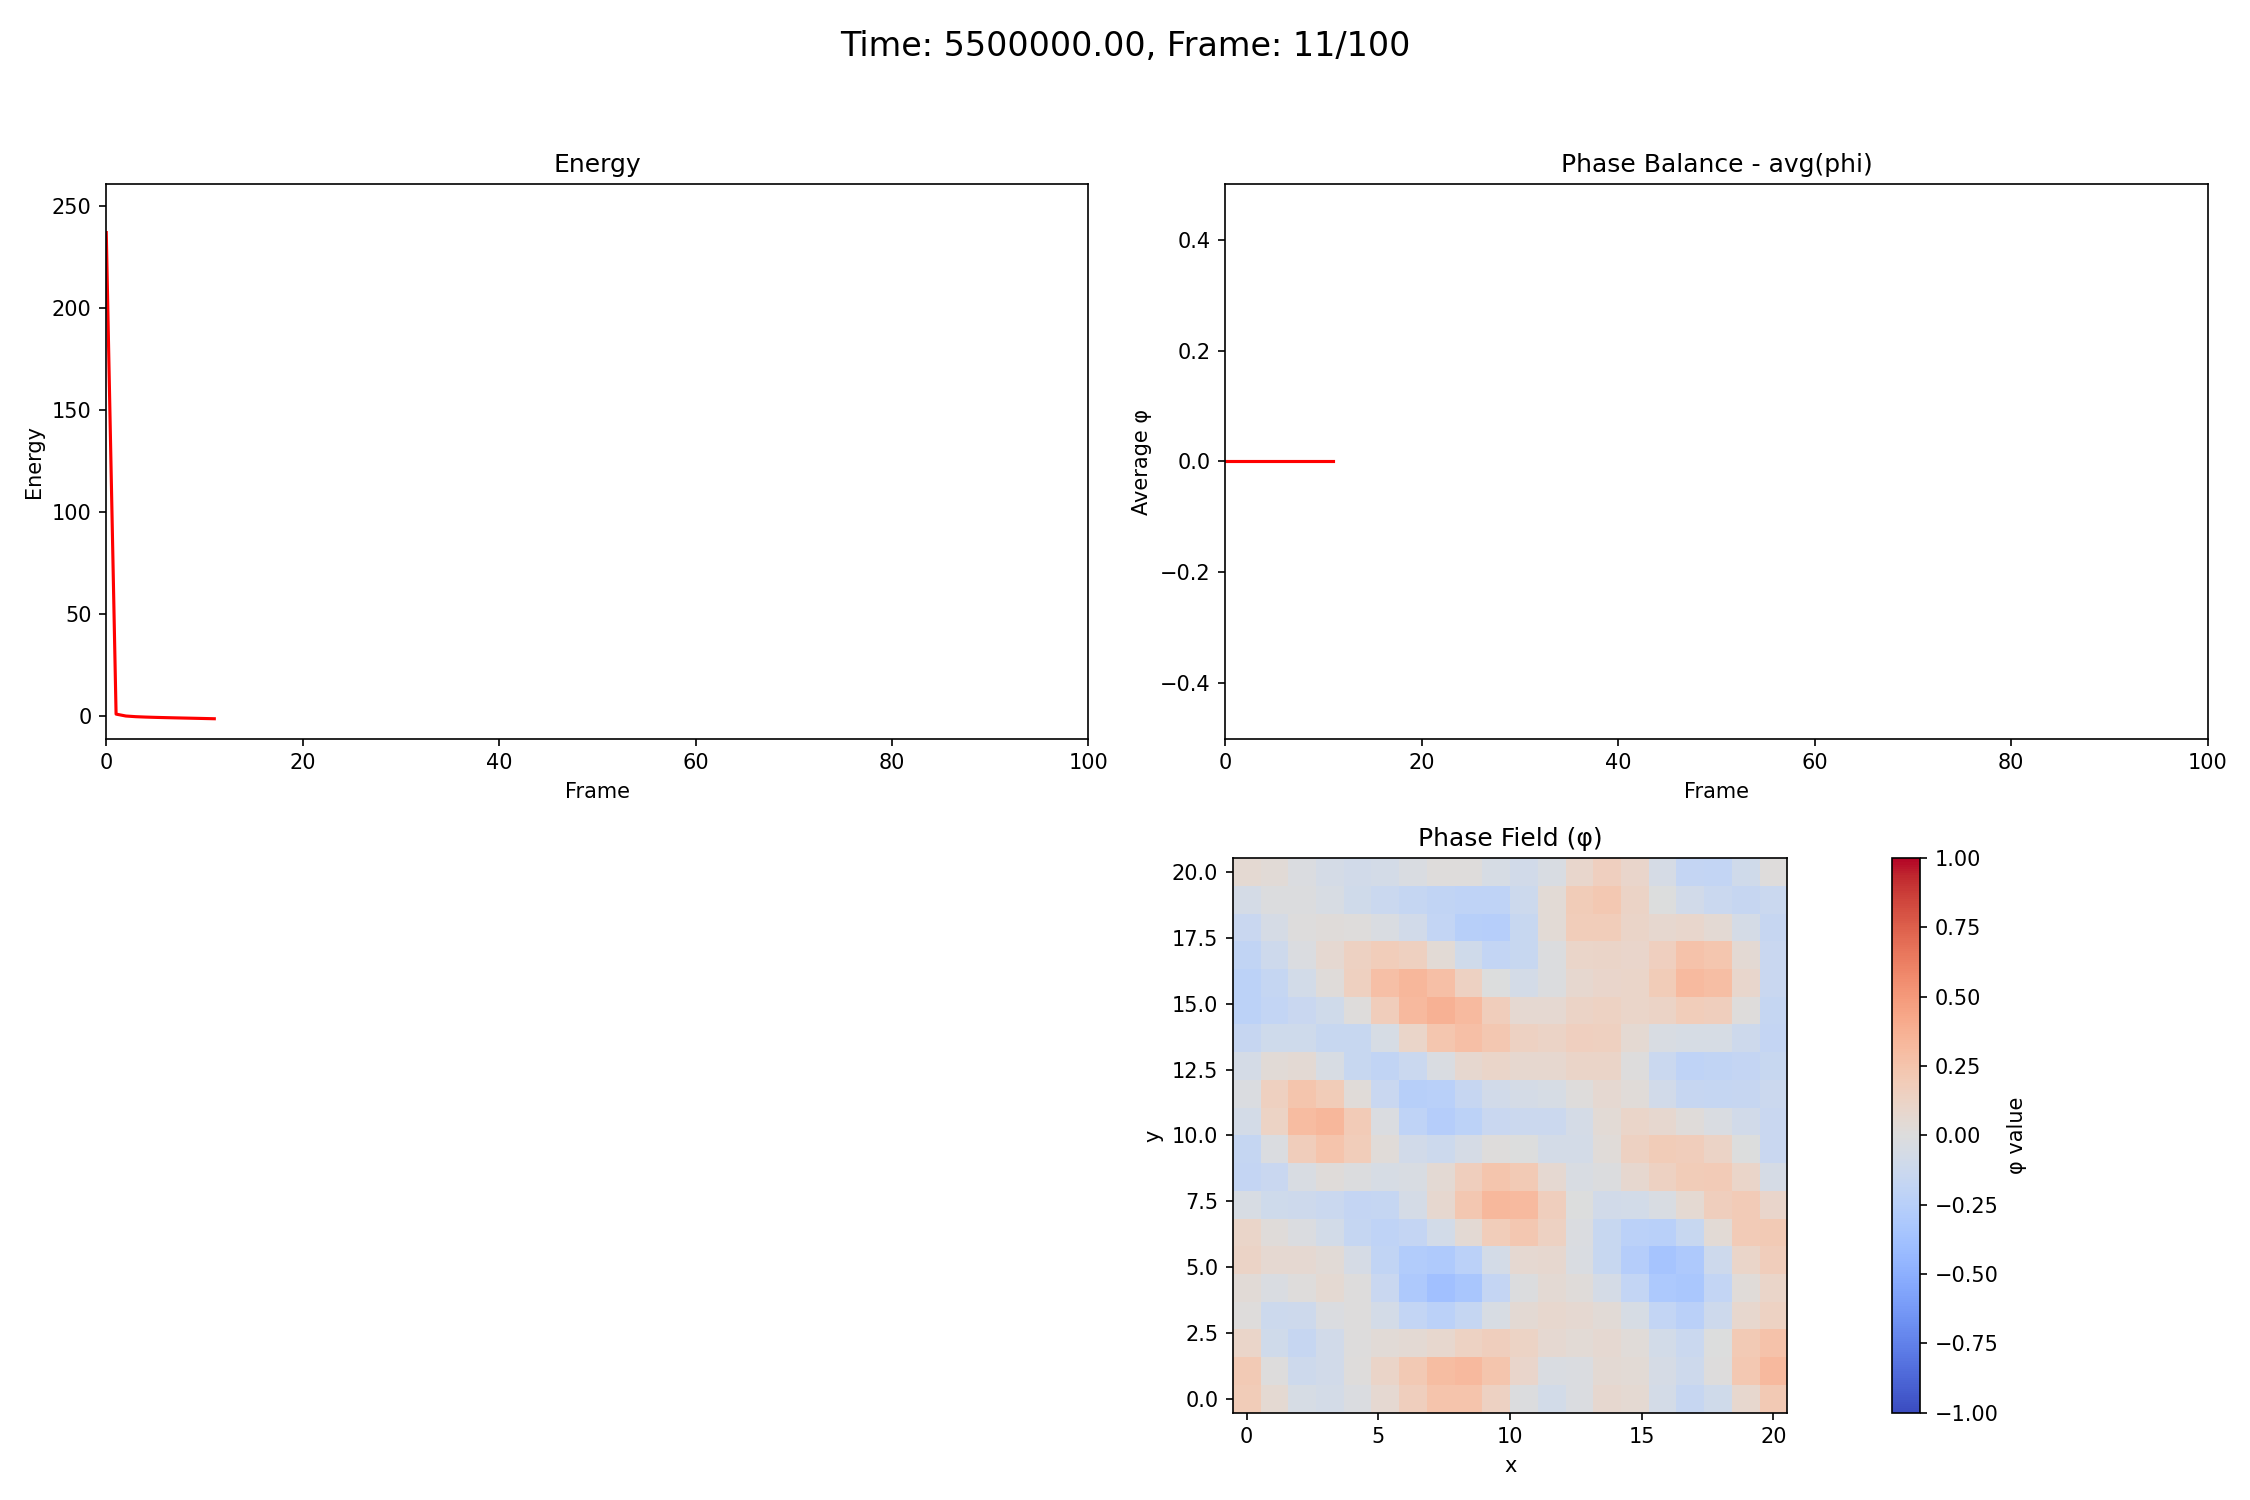 Time: 5500000.00, Frame: 11/100
Energy
250
200
150
100
50
0
Energy
0 20 40 60 80 100
Frame
Phase Balance - avg(phi)
0.4
0.2
0.0
−0.2
−0.4
Average φ
0 20 40 60 80 100
Frame
Phase Field (φ)
20.0
17.5
15.0
12.5
10.0
7.5
5.0
2.5
0.0
y
0 5 10 15 20
x
1.00
0.75
0.50
0.25
0.00
−0.25
−0.50
−0.75
−1.00
φ value